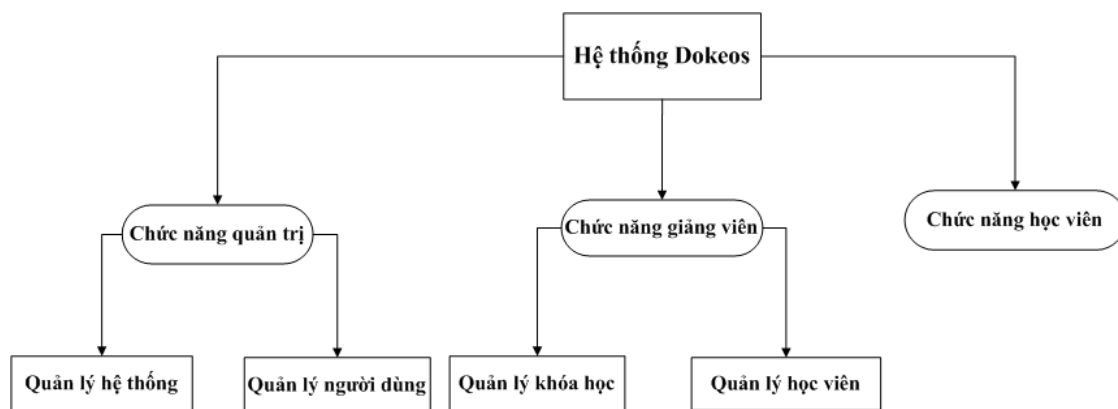 Hệ thống Dokeos
Chức năng quản trị
Chức năng giảng viên
Chức năng học viên
Quản lý hệ thống
Quản lý người dùng
Quản lý khóa học
Quản lý học viên